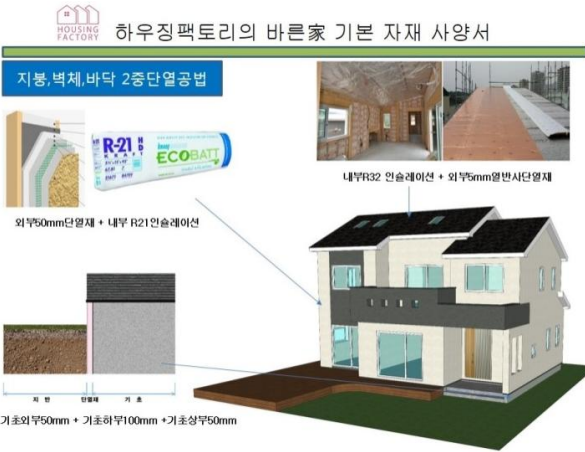 HOUSING
FACTORY
하우징팩토리의 바른家 기본 자재 사양서
지붕,벽체,바닥 2중단열공법
R-21 HD
KRAFT
ECOBATT
내부R32 인슐레이션 + 외부5mm열반사단열재
외부50mm단열재 + 내부 R21인슐레이션
지 반 단열재 기 초
기초외부50mm + 기초하부100mm +기초상부50mm